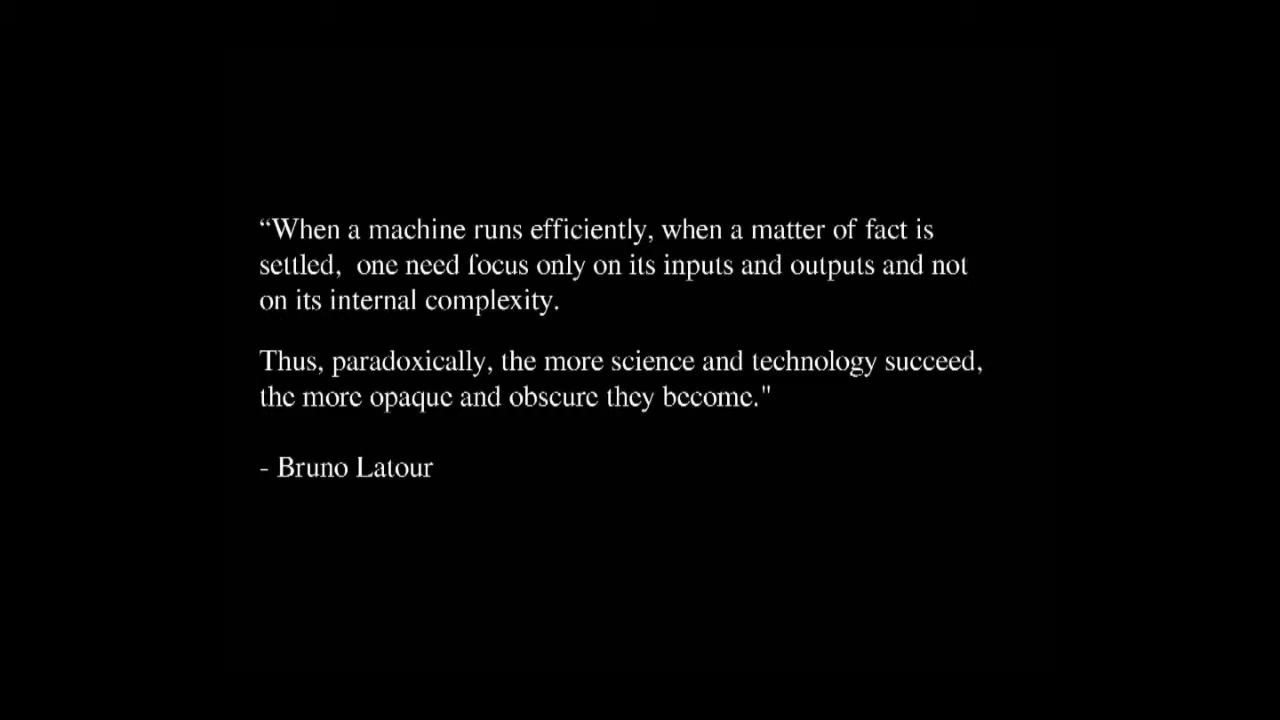 “When a machine runs efficiently, when a matter of fact is
settled,  one need focus only on its inputs and outputs and not
on its internal complexity.
Thus, paradoxically, the more science and technology succeed,
the more opaque and obscure they become."
- Bruno Latour